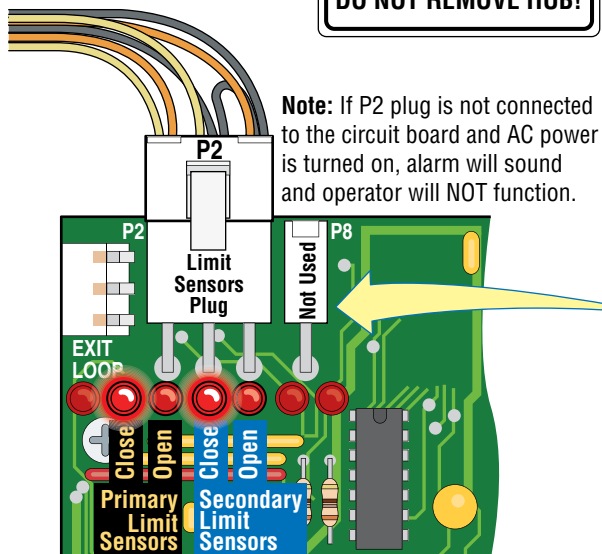 DO NOT REMOVE HUB!
Note: If P2 plug is not connected
to the circuit board and AC power
is turned on, alarm will sound
and operator will NOT function.
P2
P2
Limit
Sensors
Plug
Not Used
P8
EXIT
LOOP
Close
Open
Close
Open
Primary
Limit
Sensors
Secondary
Limit
Sensors